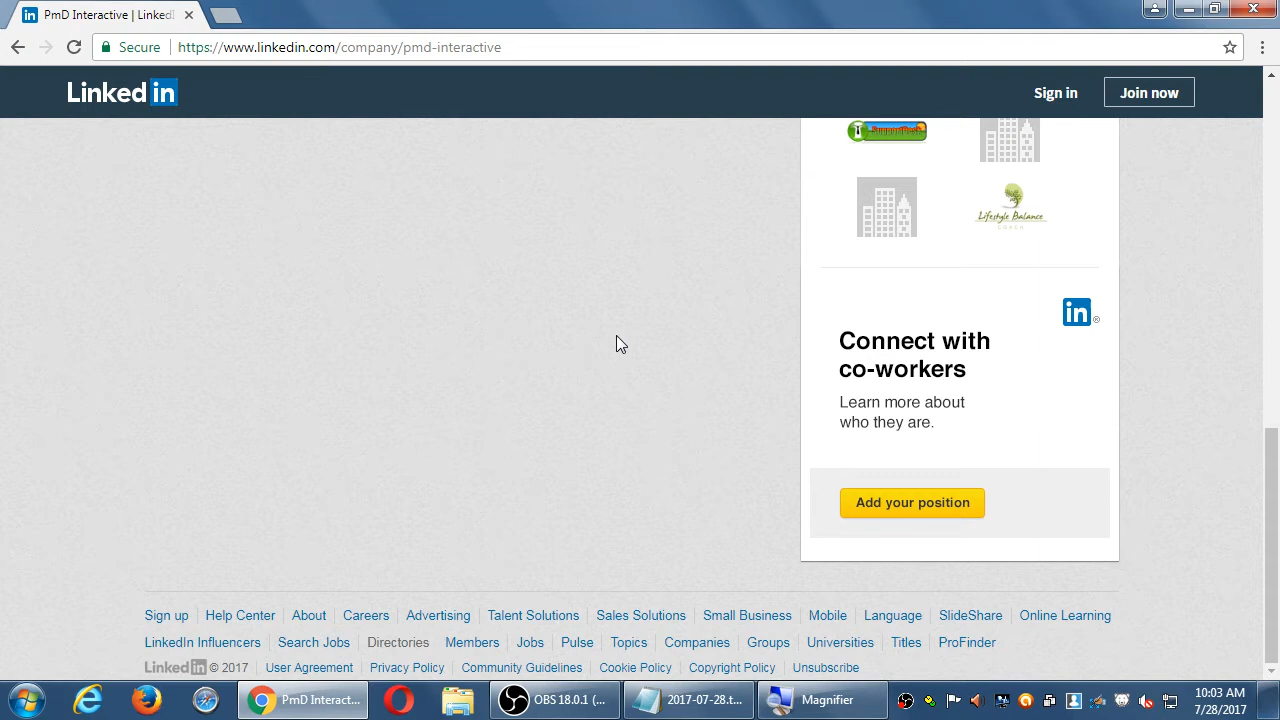 PmD Interactive | Linked
Secure
https://www.linkedin.com/company/pmd-interactive
Linked in
Sign in
Join now
SupportDesk
Lifestyle Balance
COACH
in®
Connect with
co-workers
Learn more about
who they are.
Add your position
Sign up Help Center About Careers Advertising Talent Solutions Sales Solutions Small Business Mobile Language SlideShare Online Learning
LinkedIn Influencers Search Jobs Directories Members Jobs Pulse Topics Companies Groups Universities Titles ProFinder
Linked in © 2017 User Agreement Privacy Policy Community Guidelines Cookie Policy Copyright Policy Unsubscribe
PmD Interact...
OBS 18.0.1 (...
2017-07-28.t...
Magnifier
10:03 AM
7/28/2017